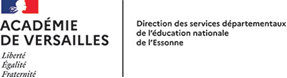 ACADÉMIE
DE VERSAILLES
Liberté
Égalité
Fraternité
Direction des services départementaux
de l'éducation nationale
de l'Essonne